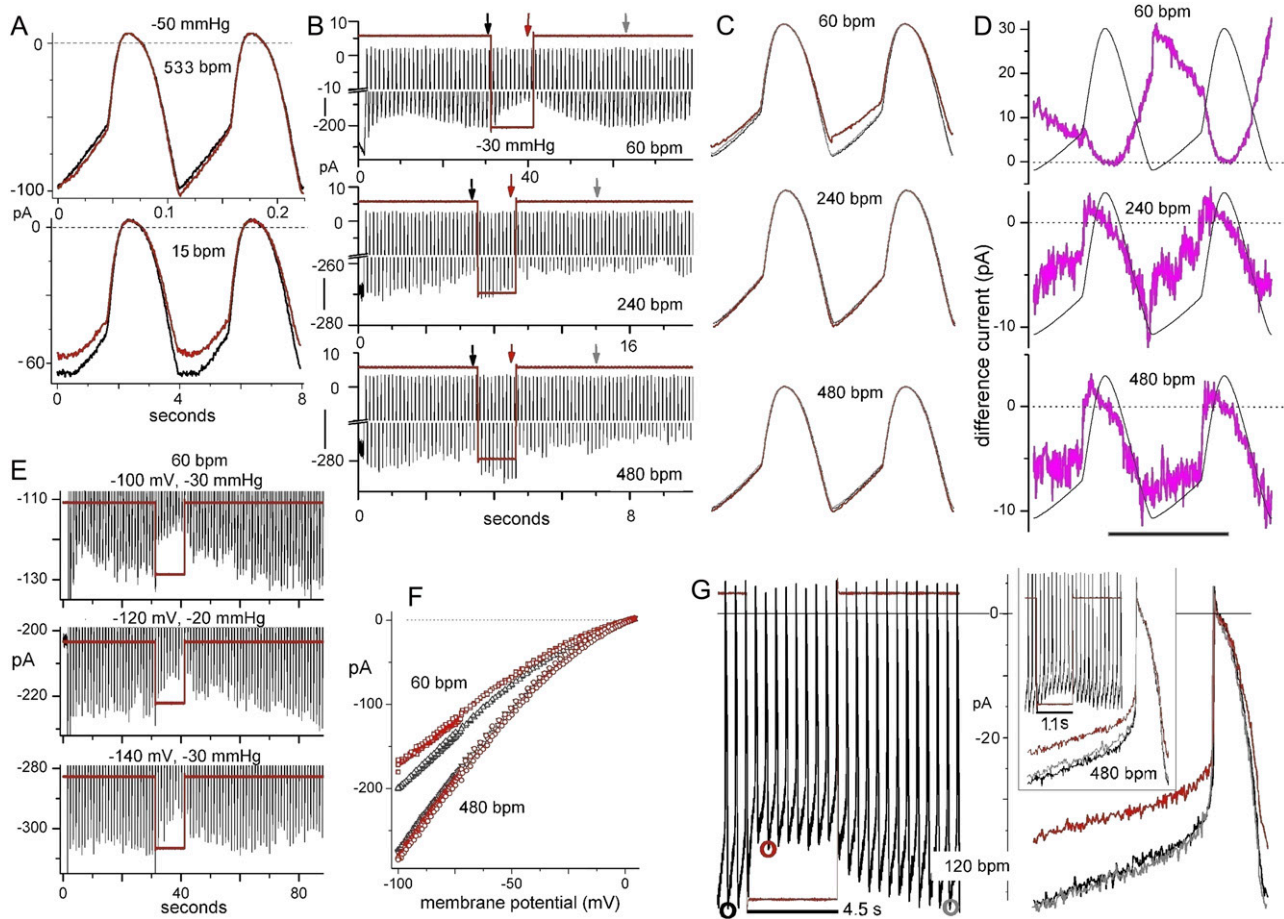 A
-50 mmHg
0
533 bpm
-100
pA
0
0.1
0.2
0
15 bpm
-60
0
4
8
seconds
B
10
0
-10
-200
-30 mmHg
60 bpm
pA
0
40
10
0
-260
-280
240 bpm
0
16
10
0
-280
480 bpm
0
seconds
8
C
60 bpm
240 bpm
480 bpm
D
60 bpm
30
20
10
0
240 bpm
0
-10
480 bpm
0
-10
difference current (pA)
E
60 bpm
-100 mV, -30 mmHg
-110
-130
-120 mV, -20 mmHg
-200
pA
-220
-140 mV, -30 mmHg
-280
-300
0
40
80
seconds
F
0
pA
60 bpm
-100
-200
480 bpm
-100
-50
0
membrane potential (mV)
G
120 bpm
4.5 s
0
pA
-20
1.1s
480 bpm